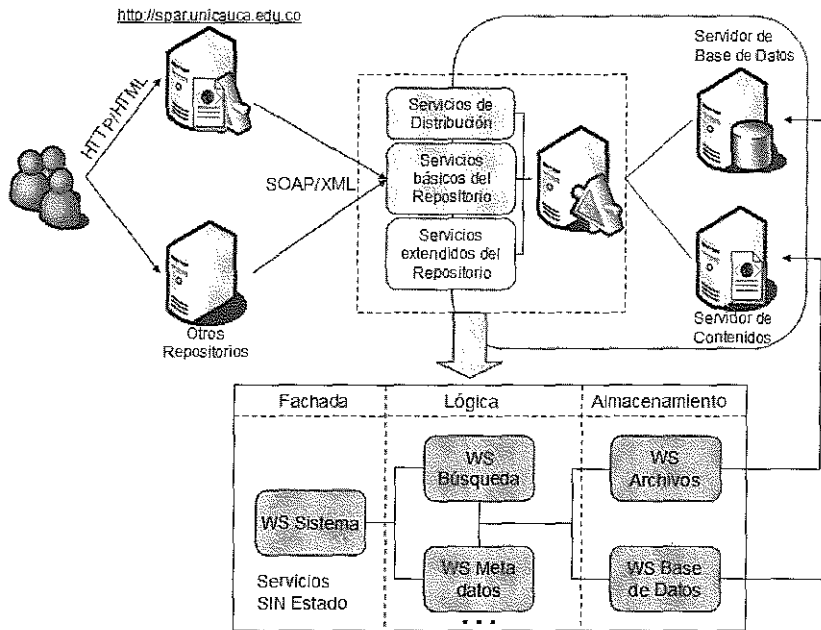 http://spar.unicauca.edu.co
HTTP/HTML
SOAP/XML
Otros
Repositorios
Servicios de
Distribución
Servicios
básicos del
Repositorio
Servicios
extendidos del
Repositorio
Servidor de
Base de Datos
Servidor de
Contenidos
Fachada
Lógica
Almacenamiento
WS Sistema
Servicios
SIN Estado
WS
Búsqueda
WS Meta
datos
...
WS
Archivos
WS Base
de Datos